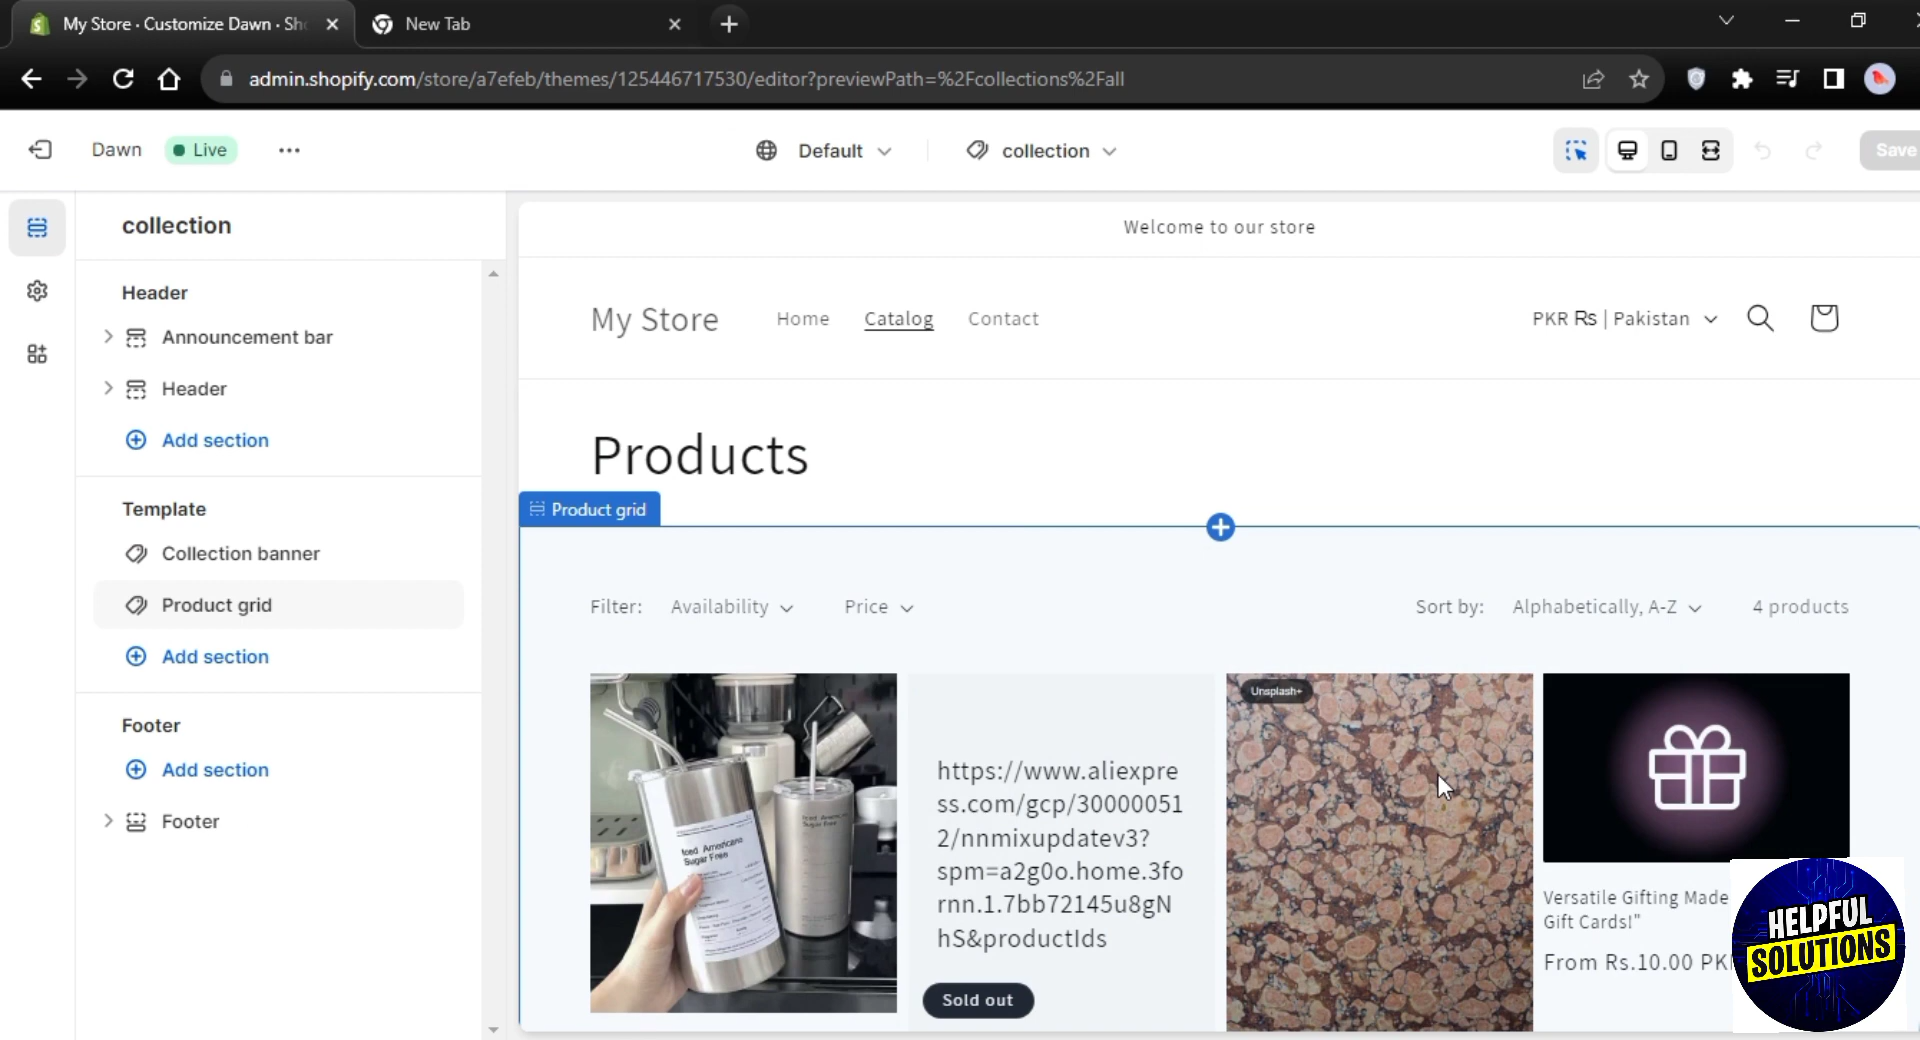 My Store · Customize Dawn · Sh
New Tab
admin.shopify.com/store/a7efeb/themes/125446717530/editor?previewPath=%2Fcollections%2Fall
Dawn
Live
Default
collection
Save
collection
Header
Announcement bar
Header
Add section
Template
Collection banner
Product grid
Add section
Footer
Add section
Footer
Welcome to our store
My Store Home Catalog Contact
PKR ₨ | Pakistan
Products
Product grid
Filter: Availability Price
Sort by: Alphabetically, A-Z 4 products
Iced Americano
Sugar Free
https://www.aliexpre
ss.com/gcp/30000051
2/nnmixupdatev3?
spm=a2g0o.home.3fo
rnn.1.7bb72145u8gN
hS&productIds
Sold out
Unsplash+
Versatile Gifting Made
Gift Cards!"
From Rs.10.00 PK
HELPFUL
SOLUTIONS